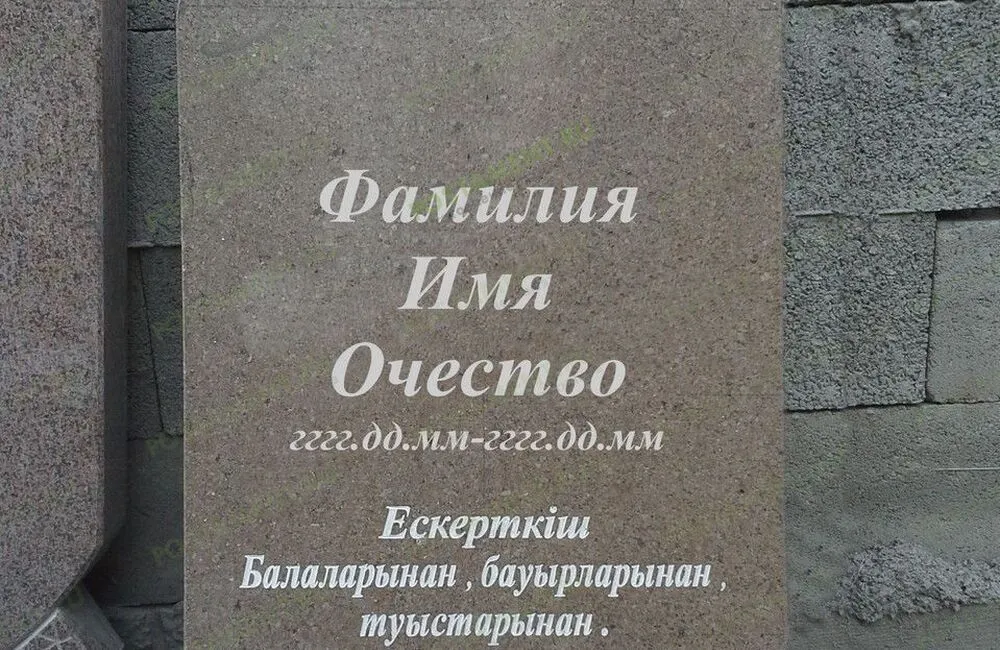 Фамилия
Имя
Очество
гггг.дд.мм-гггг.дд.мм
Ескерткіш
Балаларынан , бауырларынан ,
туыстарынан .